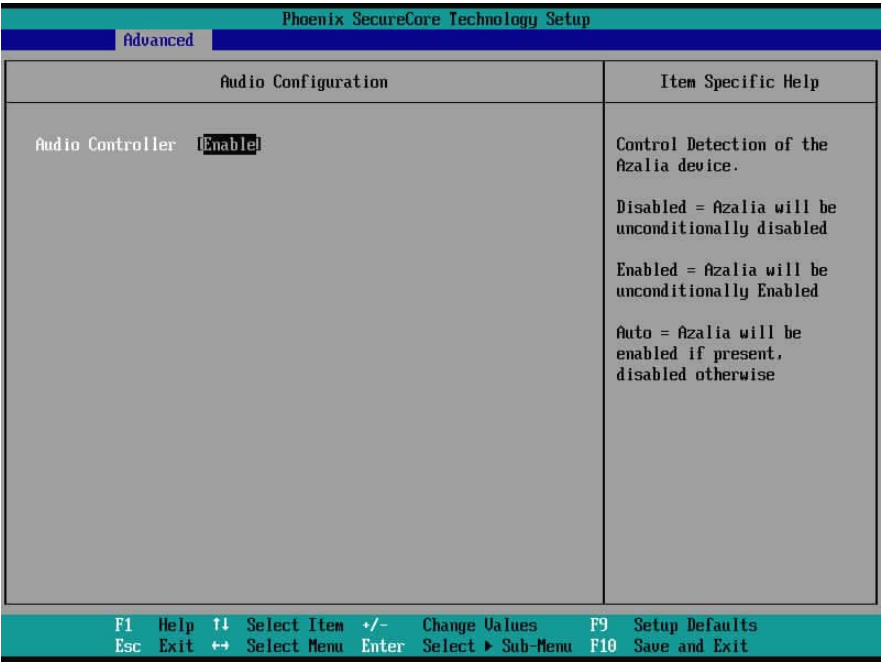 Phoenix SecureCore Technology Setup
Advanced
Audio Configuration
Audio Controller [Enable]
Item Specific Help
Control Detection of the
Azalia device.
Disabled = Azalia will be
unconditionally disabled
Enabled = Azalia will be
unconditionally Enabled
Auto = Azalia will be
enabled if present,
disabled otherwise
F1 Help ↑↓ Select Item +/- Change Values F9 Setup Defaults
Esc Exit ↔ Select Menu Enter Select ▶ Sub-Menu F10 Save and Exit